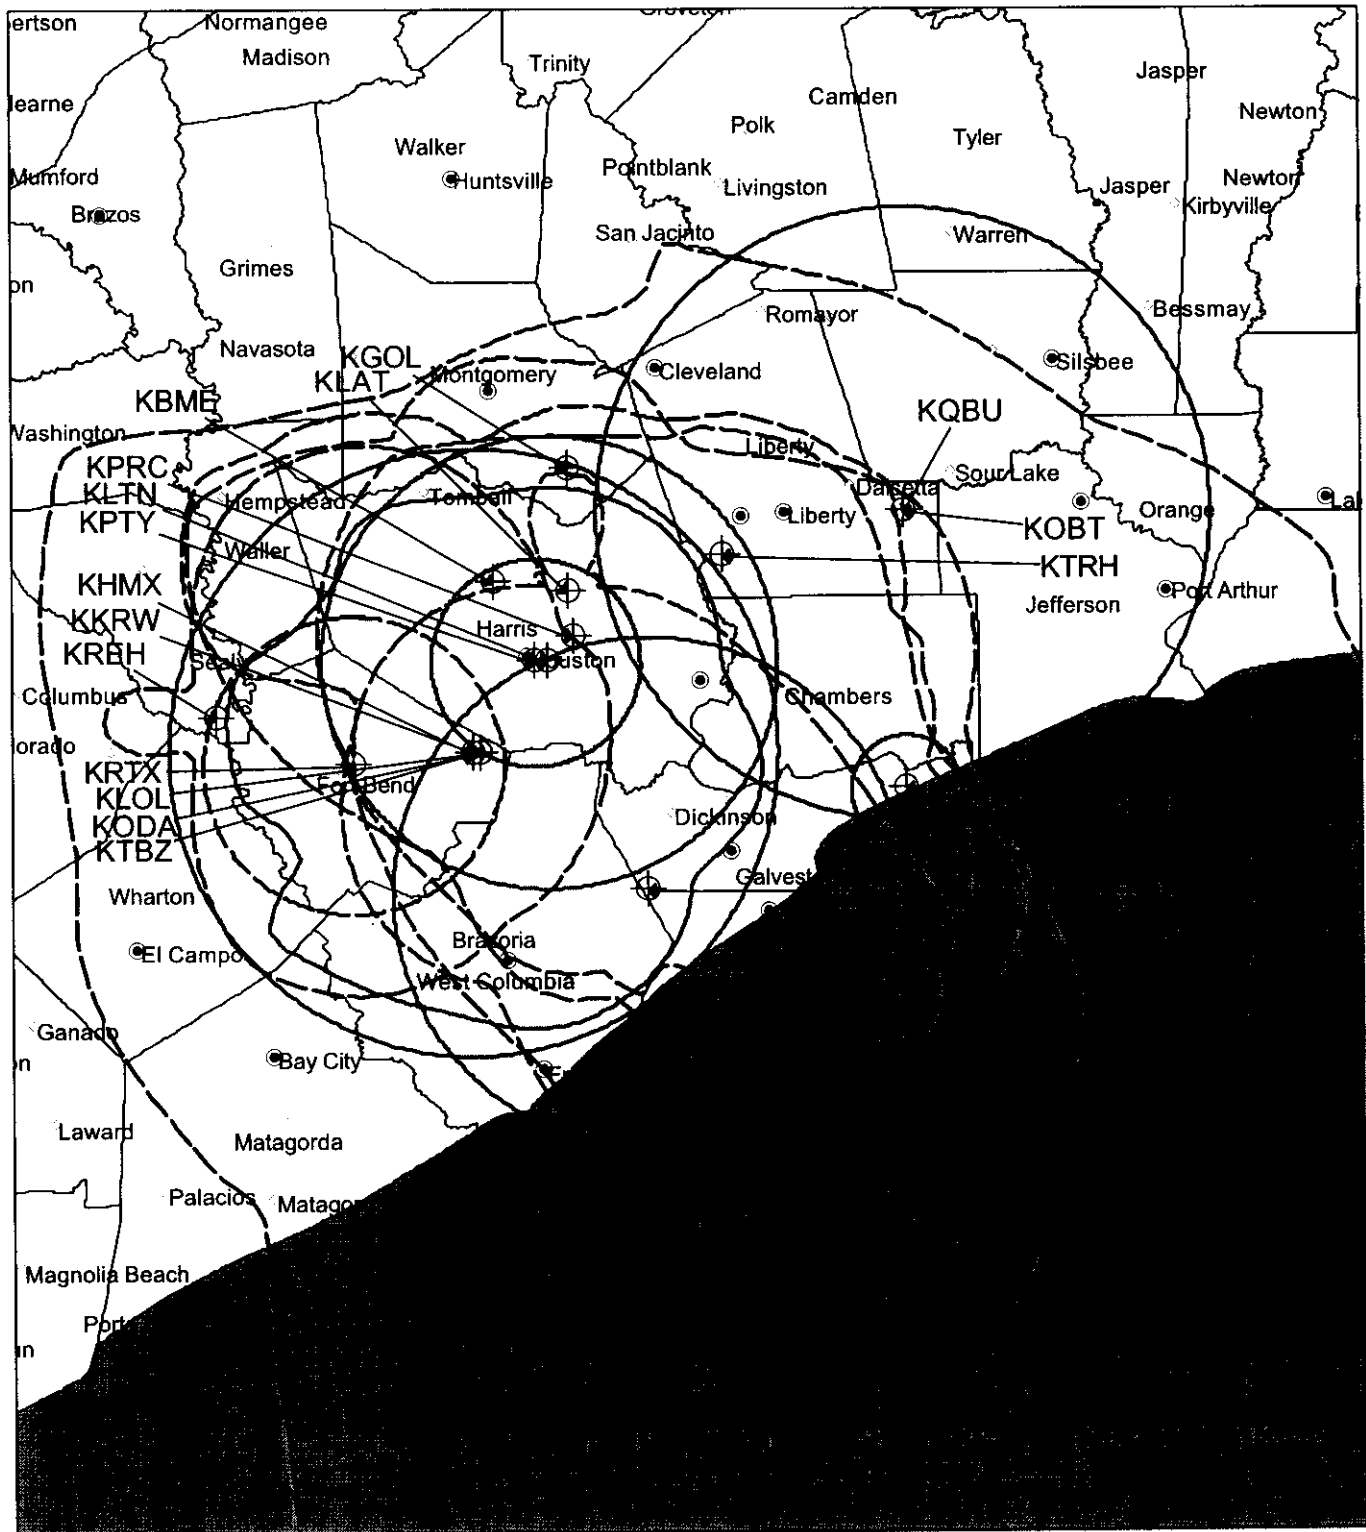 Normangee
Madison
Trinity
Jasper
Camden
Newton
Polk
Tyler
Walker
Pointblank
Mumford
Huntsville
Livingston
Jasper
Newton
Kirbyville
Brazos
San Jacinto
Warren
Grimes
Romayor
Bessmay
Navasota
KGOL
Silsbee
KLAT
Montgomery
Cleveland
KBME
KQBU
Washington
Liberty
KPRC
Sour Lake
Daisetta
KLTN
Hempstead
Tomball
Orange
KPTY
Liberty
KOBT
Waller
KTRH
KHMX
Port Arthur
Jefferson
KKRW
Harris
KREH
Sealy
Columbus
Chambers
KRTX
Fort Bend
KLOL
Dickinson
KODA
KTBZ
Wharton
Brazoria
El Campo
West Columbia
Ganado
Bay City
Laward
Matagorda
Palacios
Magnolia Beach